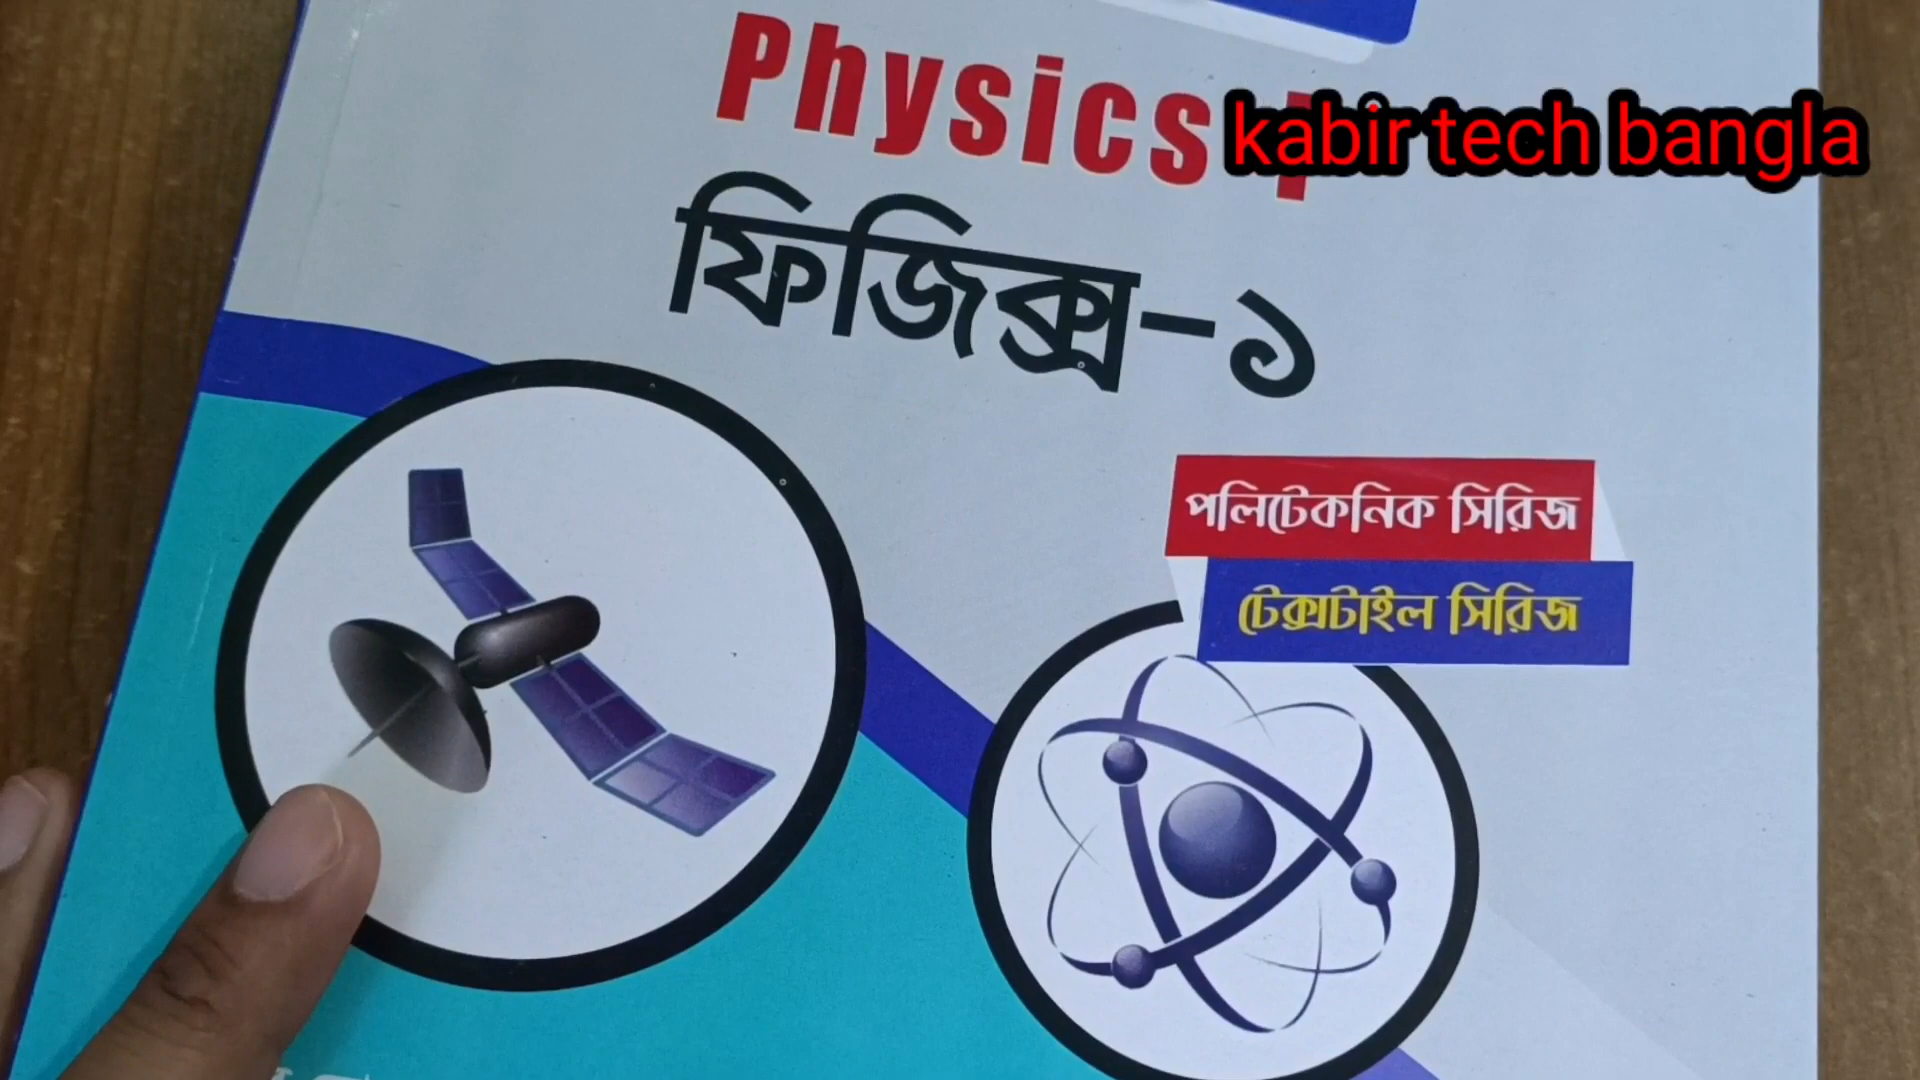 Physics
kabir tech bangla
ফিজিক্স-১
পলিটেকনিক সিরিজ
টেক্সটাইল সিরিজ